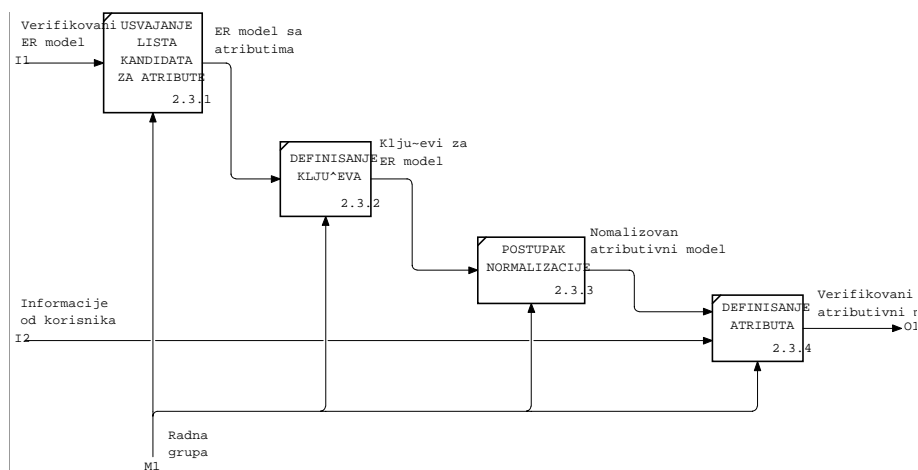 Verifikovani
ER model
I1
USVAJANJE
LISTA
KANDIDATA
ZA ATRIBUTE
2.3.1
ER model sa
atributima
DEFINISANJE
KLJU^EVA
2.3.2
Klju~evi za
ER model
POSTUPAK
NORMALIZACIJE
2.3.3
Nomalizovan
atributivni model
Informacije
od korisnika
I2
DEFINISANJE
ATRIBUTA
2.3.4
Verifikovani
atributivni
O1
Radna
grupa
M1